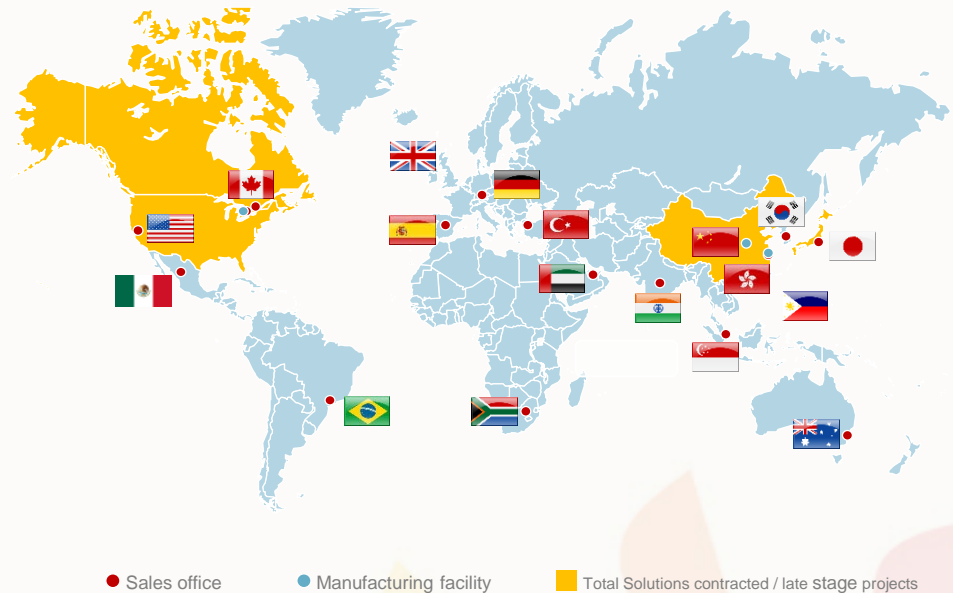 Sales office
Manufacturing facility
Total Solutions contracted / late stage projects